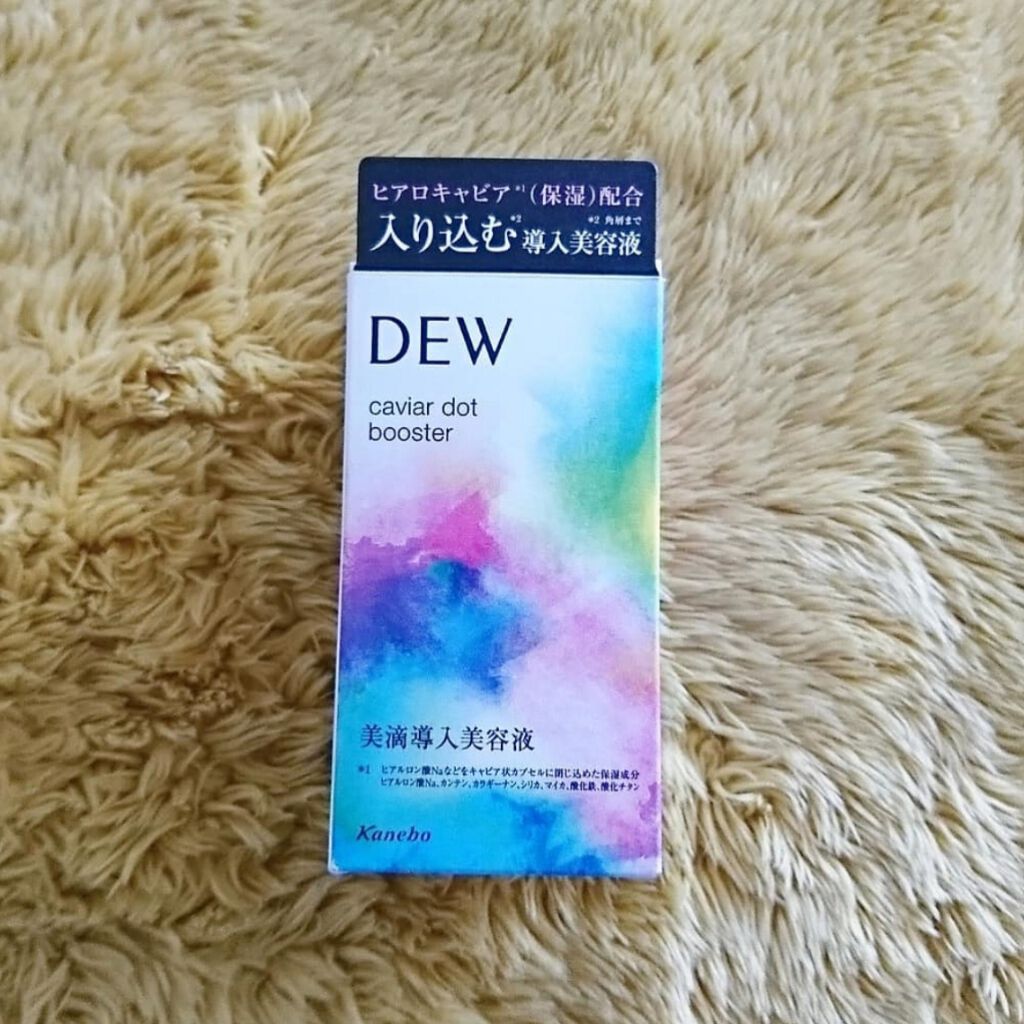 ヒアロキャビア*1(保湿)配合
*2 角層まで
入り込む*2導入美容液
DEW
caviar dot
booster
美滴導入美容液
*1 ヒアルロン酸Naなどをキャビア状カプセルに閉じ込めた保湿成分
ヒアルロン酸Na、カンテン、カラギーナン、シリカ、マイカ、酸化鉄、酸化チタン
Kanebo